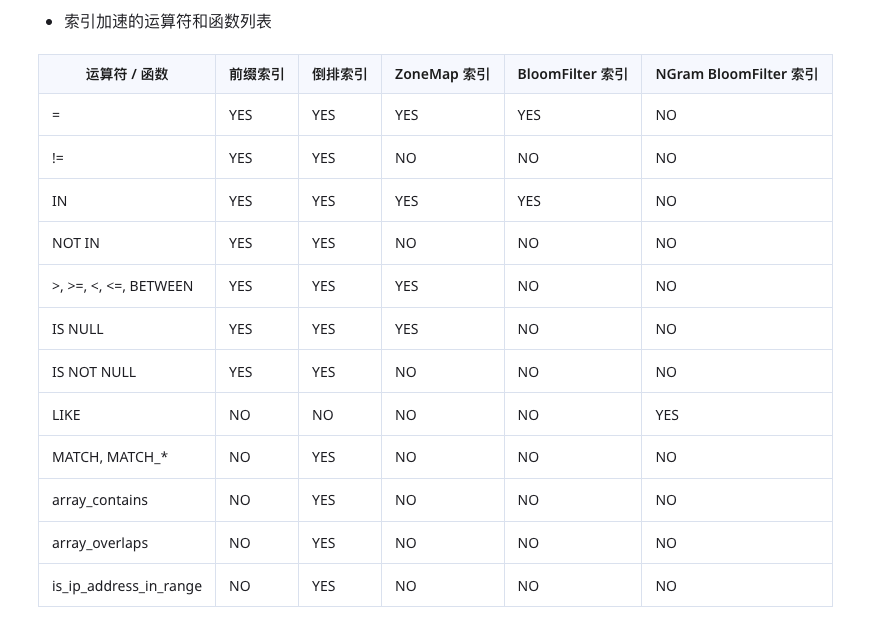 索引加速的运算符和函数列表
运算符 / 函数 前缀索引 倒排索引 ZoneMap 索引 BloomFilter 索引 NGram BloomFilter 索引
= YES YES YES YES NO
!= YES YES NO NO NO
IN YES YES YES YES NO
NOT IN YES YES NO NO NO
>, >=, <, <=, BETWEEN YES YES YES NO NO
IS NULL YES YES YES NO NO
IS NOT NULL YES YES NO NO NO
LIKE NO NO NO NO YES
MATCH, MATCH_* NO YES NO NO NO
array_contains NO YES NO NO NO
array_overlaps NO YES NO NO NO
is_ip_address_in_range NO YES NO NO NO